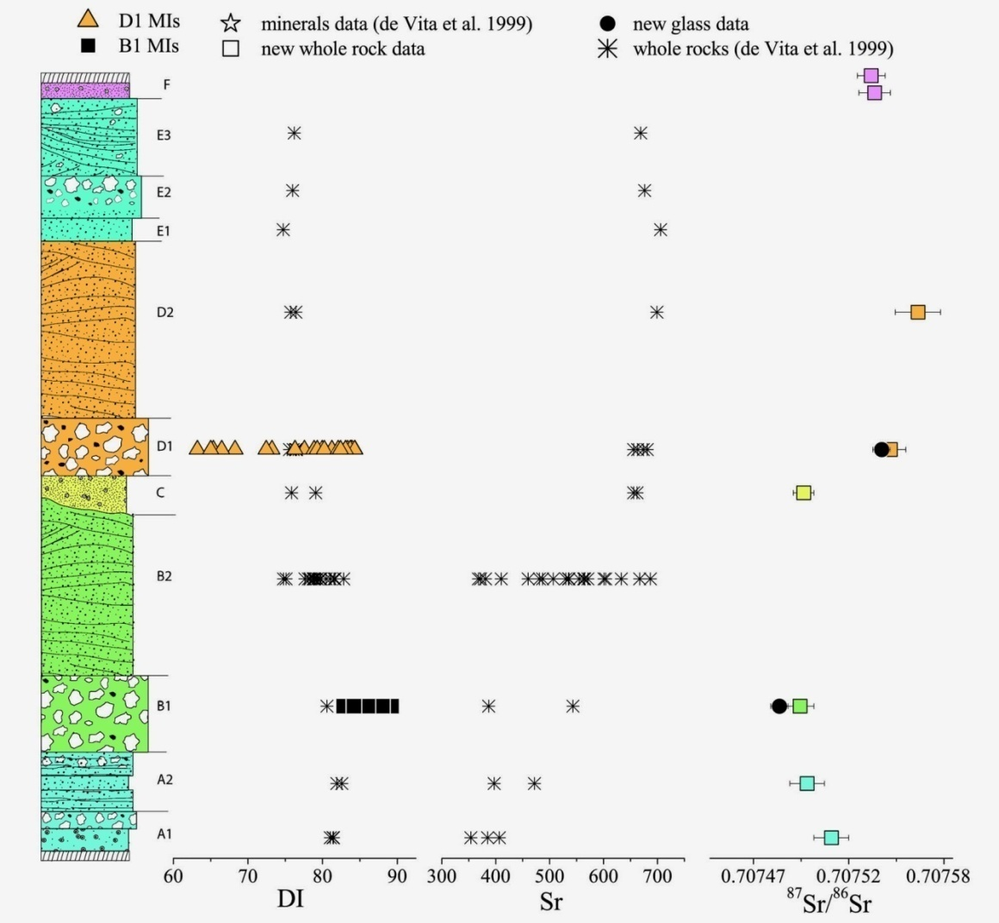 D1 MIs
minerals data (de Vita et al. 1999)
new glass data
B1 MIs
new whole rock data
whole rocks (de Vita et al. 1999)
F
E3
E2
E1
D2
D1
C
B2
B1
A2
A1
60 70 80 90
300 400 500 600 700
0.70747 0.70752 0.70758
DI
Sr
87Sr/86Sr